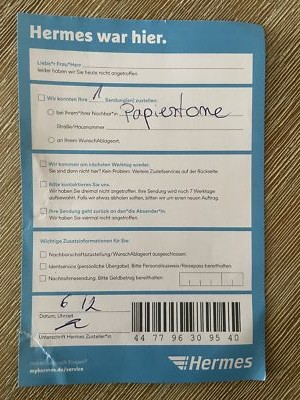 Hermes war hier.
Liebe*r Frau*Herr
leider haben wir Sie heute nicht angetroffen.
Wir konnten Ihre 1 Sendung(en) zustellen:
bei Ihrem*Ihrer Nachbar*in Papiertonne
Straße/Hausnummer
an Ihrem WunschAblageort.
Wir kommen am nächsten Werktag wieder.
Sie sind dann nicht da? Kein Problem. Weitere Zustellservices auf der Rückseite
Bitte kontaktieren Sie uns.
Wir haben Sie dreimal nicht angetroffen. Ihre Sendung wird noch 7 Werktage
aufbewahrt. Falls Sie etwas abholen sollten, bitten wir um einen neuen Auftrag.
Ihre Sendung geht zurück an den*die Absender*in.
Wir haben Sie viermal nicht angetroffen.
Wichtige Zusatzinformationen für Sie:
Nachbarschaftszustellung/WunschAblageort ausgeschlossen.
Identservice (persönliche Übergabe). Bitte Personalausweis/Reisepass bereithalten.
Nachnahmesendung. Bitte Geldbetrag bereithalten:
6 12
Datum, Uhrzeit
Unterschrift Hermes Zusteller*in
44 77 96 30 95 40
myhermes.de/service
Hermes